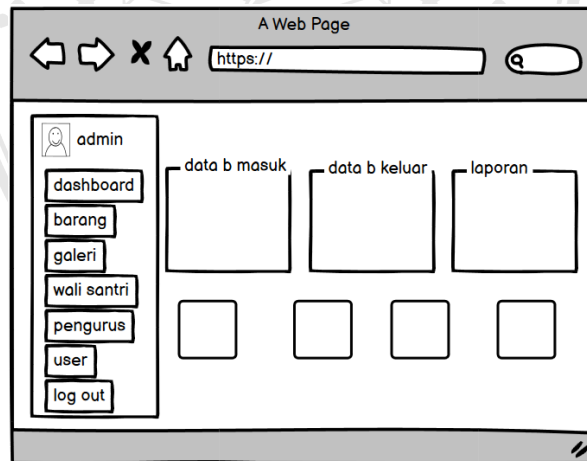 A Web Page
https://
admin
dashboard
barang
galeri
wali santri
pengurus
user
log out
data b masuk
data b keluar
laporan